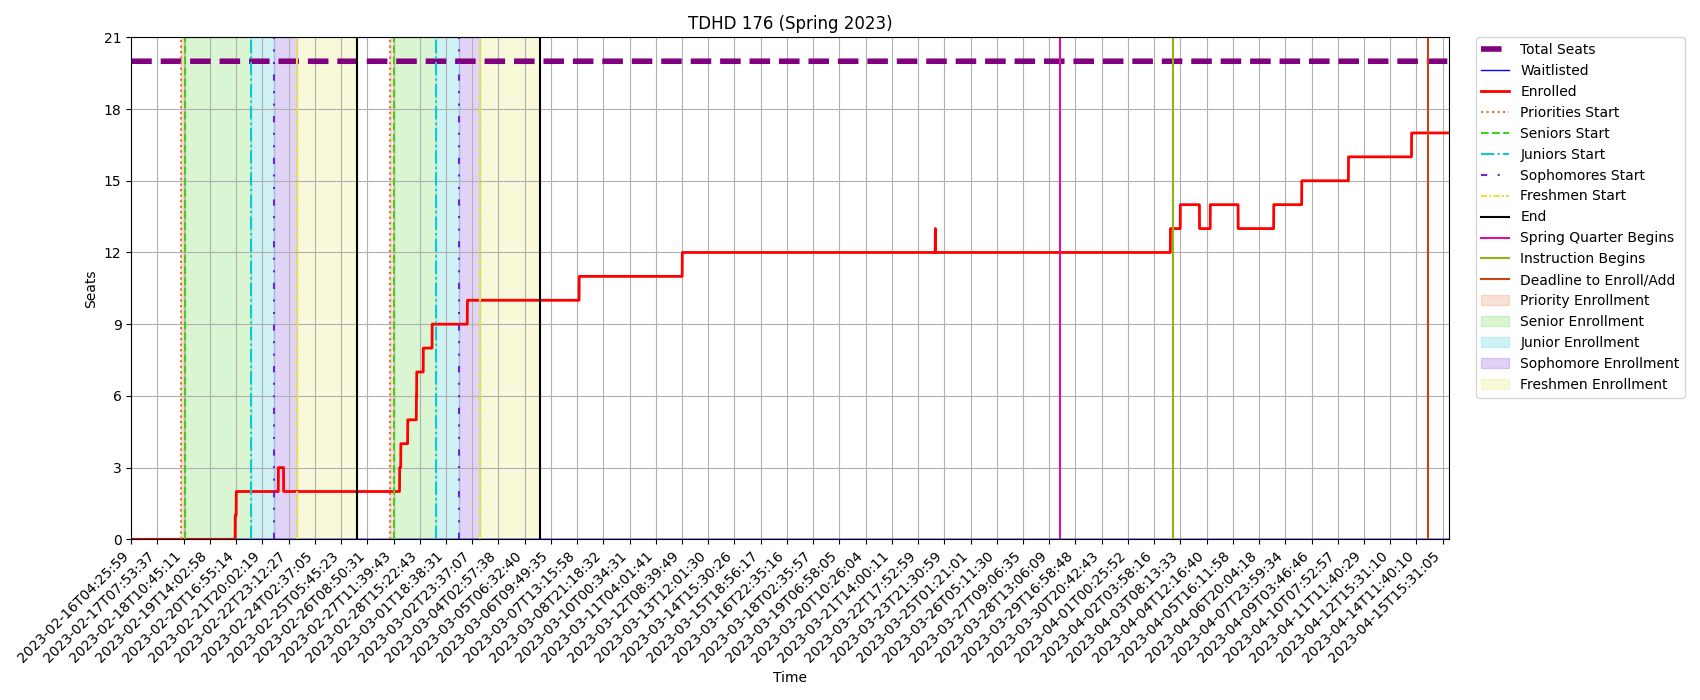 TDHD 176 (Spring 2023)
21
18
15
12
9
6
3
0
Seats
2023-02-16T04:25:59
2023-02-17T07:53:37
2023-02-18T10:45:11
2023-02-19T14:02:58
2023-02-20T16:55:14
2023-02-21T20:02:19
2023-02-22T23:12:27
2023-02-24T02:37:05
2023-02-25T05:45:23
2023-02-26T08:50:31
2023-02-27T11:39:43
2023-02-28T15:22:43
2023-03-01T18:38:31
2023-03-02T23:37:07
2023-03-04T02:57:38
2023-03-05T06:32:40
2023-03-06T09:49:35
2023-03-07T13:15:58
2023-03-08T21:18:32
2023-03-10T00:34:31
2023-03-11T04:01:41
2023-03-12T08:39:49
2023-03-13T12:01:30
2023-03-14T15:30:26
2023-03-15T18:56:17
2023-03-16T22:35:16
2023-03-18T02:35:57
2023-03-19T06:58:05
2023-03-20T10:26:04
2023-03-21T14:00:11
2023-03-22T17:52:59
2023-03-23T21:30:59
2023-03-25T01:21:01
2023-03-26T05:11:30
2023-03-27T09:06:35
2023-03-28T13:06:09
2023-03-29T16:58:48
2023-03-30T20:42:43
2023-04-01T00:25:52
2023-04-02T03:58:16
2023-04-03T08:13:33
2023-04-04T12:16:40
2023-04-05T16:11:58
2023-04-06T20:04:18
2023-04-07T23:59:34
2023-04-09T03:46:46
2023-04-10T07:52:57
2023-04-11T11:40:29
2023-04-12T15:31:10
2023-04-14T11:40:10
2023-04-15T15:31:05
Time
Total Seats
Waitlisted
Enrolled
Priorities Start
Seniors Start
Juniors Start
Sophomores Start
Freshmen Start
End
Spring Quarter Begins
Instruction Begins
Deadline to Enroll/Add
Priority Enrollment
Senior Enrollment
Junior Enrollment
Sophomore Enrollment
Freshmen Enrollment